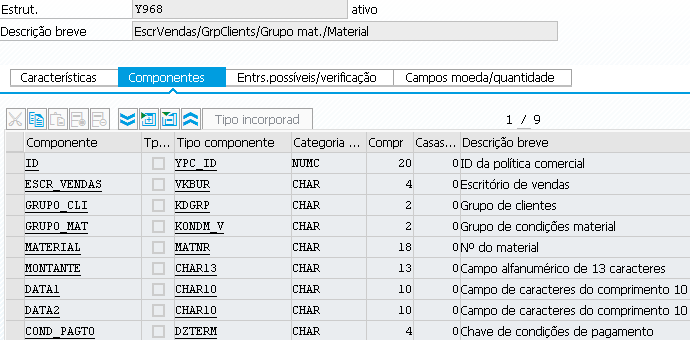 Estrut. Y968 ativo
Descrição breve EscrVendas/GrpClients/Grupo mat./Material
Características Componentes Entrs.possíveis/verificação Campos moeda/quantidade
Tipo incorporad 1 / 9
Componente Tp... Tipo componente Categoria ... Compr Casas... Descrição breve
ID YPC_ID NUMC 20 0 ID da política comercial
ESCR_VENDAS VKBUR CHAR 4 0 Escritório de vendas
GRUPO_CLI KDGRP CHAR 2 0 Grupo de clientes
GRUPO_MAT KONDM_V CHAR 2 0 Grupo de condições material
MATERIAL MATNR CHAR 18 0 Nº do material
MONTANTE CHAR13 CHAR 13 0 Campo alfanumérico de 13 caracteres
DATA1 CHAR10 CHAR 10 0 Campo de caracteres do comprimento 10
DATA2 CHAR10 CHAR 10 0 Campo de caracteres do comprimento 10
COND_PAGTO DZTERM CHAR 4 0 Chave de condições de pagamento